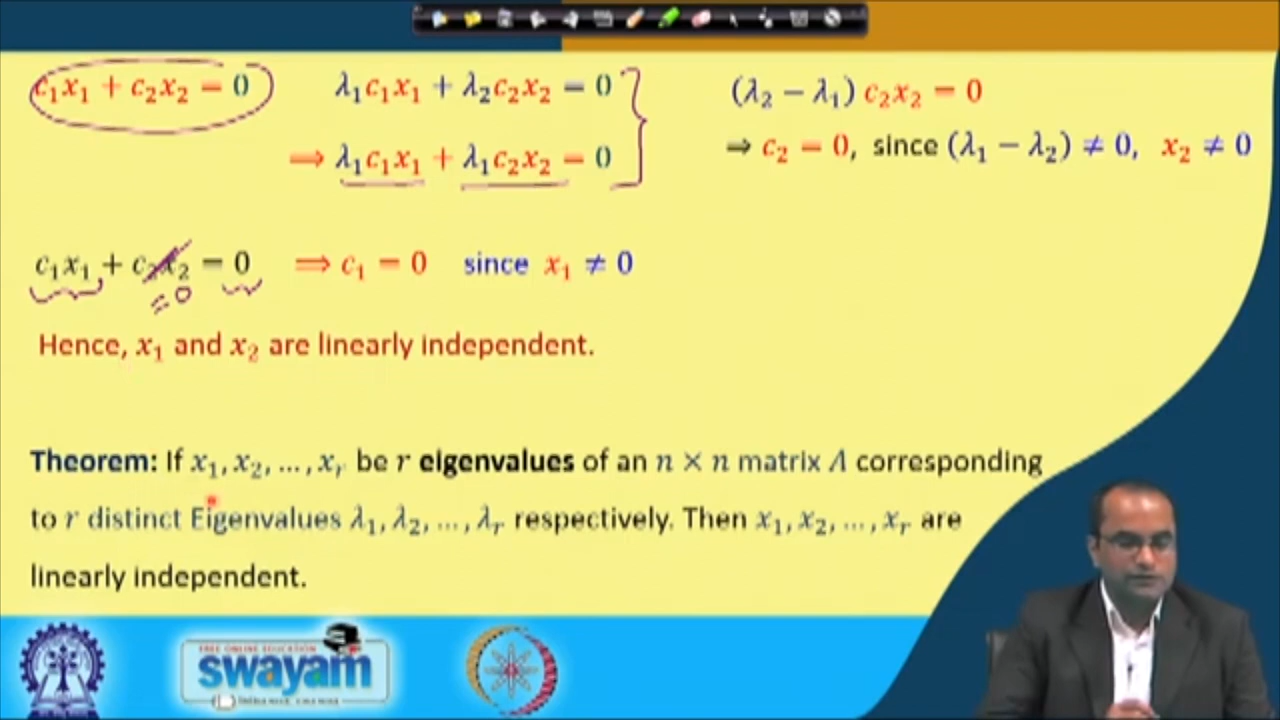 c₁x₁ + c₂x₂ = 0
λ₁c₁x₁ + λ₂c₂x₂ = 0
⟹ λ₁c₁x₁ + λ₁c₂x₂ = 0
(λ₂ − λ₁) c₂x₂ = 0
⇒ c₂ = 0, since (λ₁ − λ₂) ≠ 0, x₂ ≠ 0
c₁x₁ + c₂x₂ = 0 ⟹ c₁ = 0 since x₁ ≠ 0
= 0
Hence, x₁ and x₂ are linearly independent.
Theorem: If x₁, x₂, …, xᵣ be r eigenvalues of an n × n matrix A corresponding
to r distinct Eigenvalues λ₁, λ₂, …, λᵣ respectively. Then x₁, x₂, …, xᵣ are
linearly independent.
FREE ONLINE EDUCATION
swayam